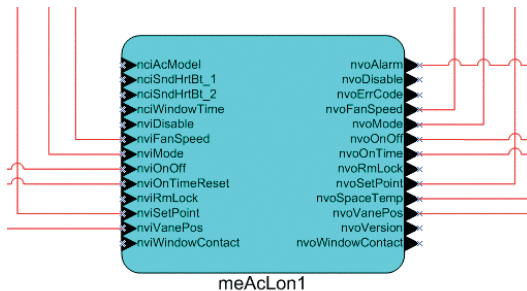 nciAcModel
nciSndHrtBt_1
nciSndHrtBt_2
nciWindowTime
nviDisable
nviFanSpeed
nviMode
nviOnOff
nviOnTimeReset
nviRmLock
nviSetPoint
nviVanePos
nviWindowContact
nvoAlarm
nvoDisable
nvoErrCode
nvoFanSpeed
nvoMode
nvoOnOff
nvoOnTime
nvoRmLock
nvoSetPoint
nvoSpaceTemp
nvoVanePos
nvoVersion
nvoWindowContact
meAcLon1